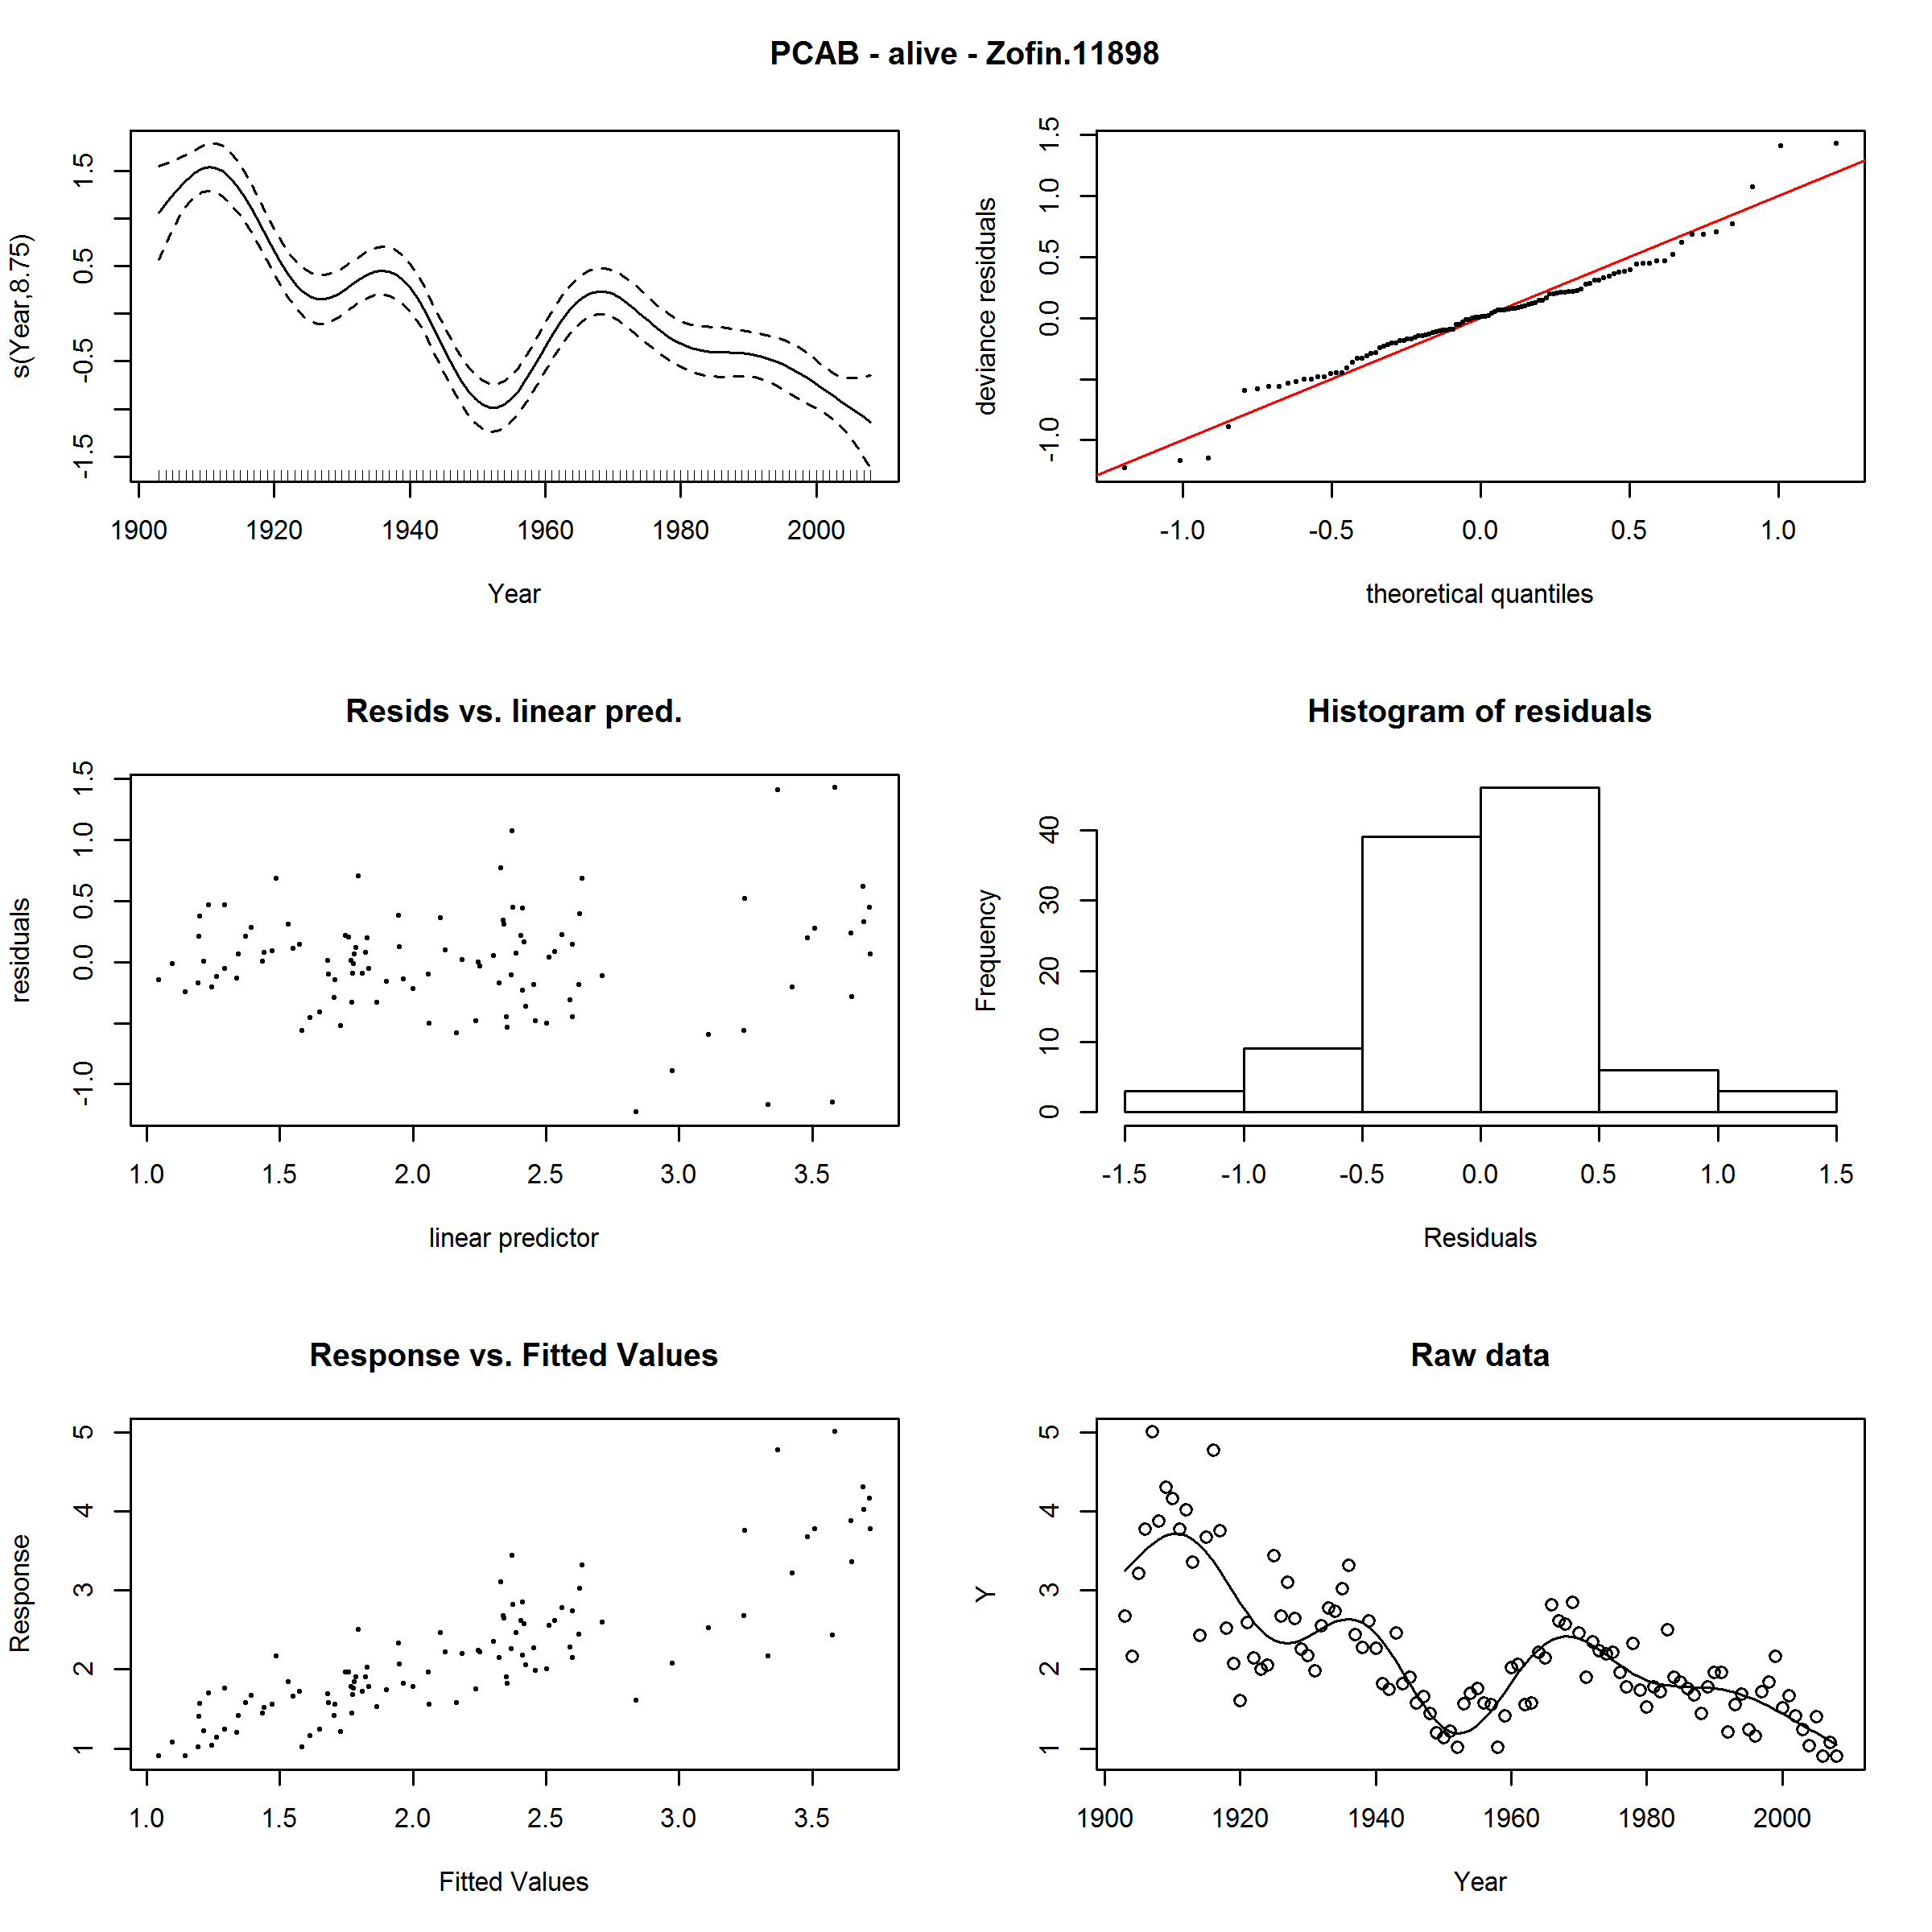 PCAB - alive - Zofin.11898
s(Year,8.75)
-1.5 -0.5 0.5 1.5
1900 1920 1940 1960 1980 2000
Year
deviance residuals
-1.0 0.0 0.5 1.0 1.5
-1.0 -0.5 0.0 0.5 1.0
theoretical quantiles
Resids vs. linear pred.
residuals
-1.0 0.0 0.5 1.0 1.5
1.0 1.5 2.0 2.5 3.0 3.5
linear predictor
Histogram of residuals
Frequency
0 10 20 30 40
-1.5 -1.0 -0.5 0.0 0.5 1.0 1.5
Residuals
Response vs. Fitted Values
Response
1 2 3 4 5
1.0 1.5 2.0 2.5 3.0 3.5
Fitted Values
Raw data
Y
1 2 3 4 5
1900 1920 1940 1960 1980 2000
Year